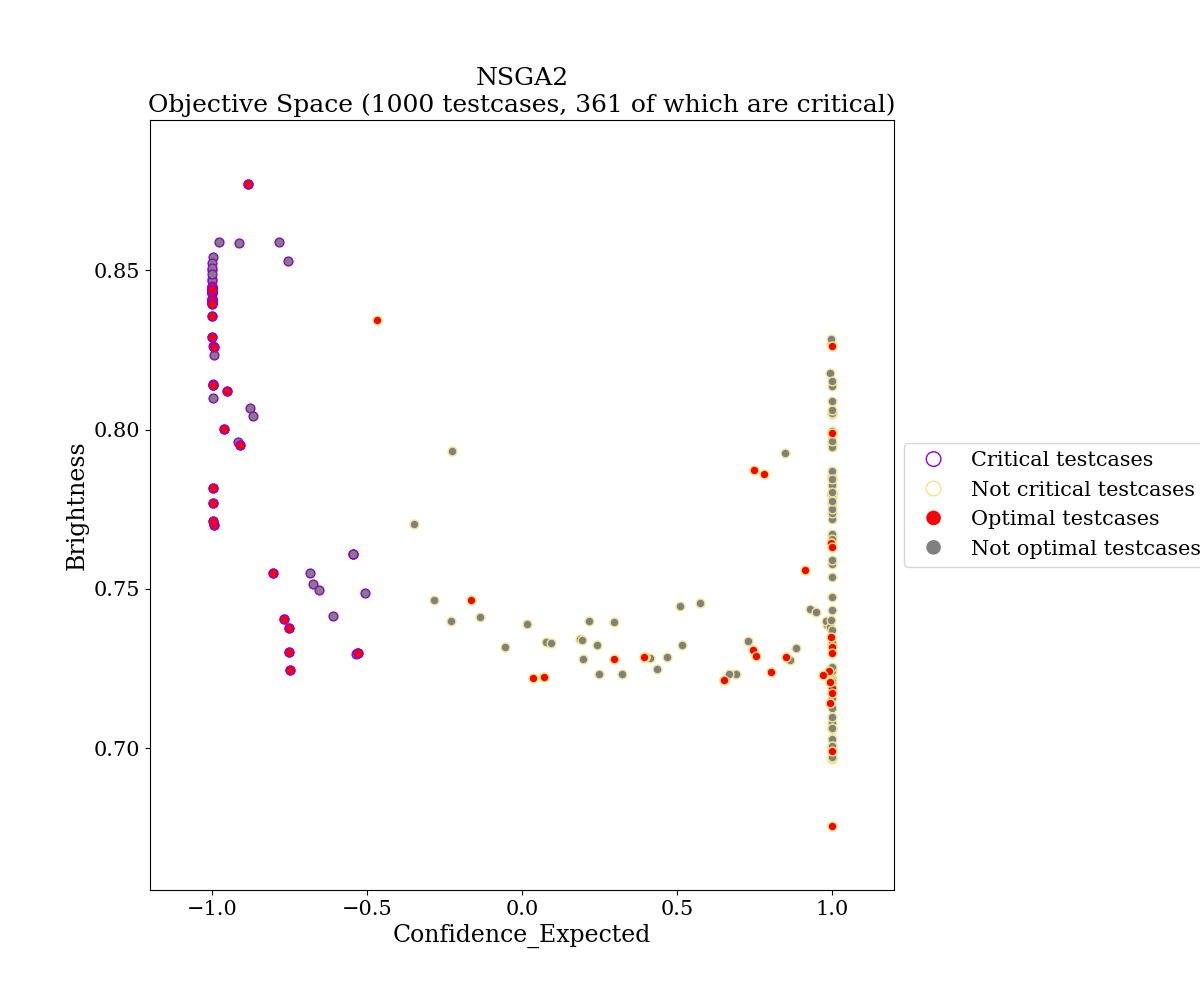 NSGA2
Objective Space (1000 testcases, 361 of which are critical)
0.85
0.80
0.75
0.70
Brightness
−1.0
−0.5
0.0
0.5
1.0
Confidence_Expected
Critical testcases
Not critical testcases
Optimal testcases
Not optimal testcases